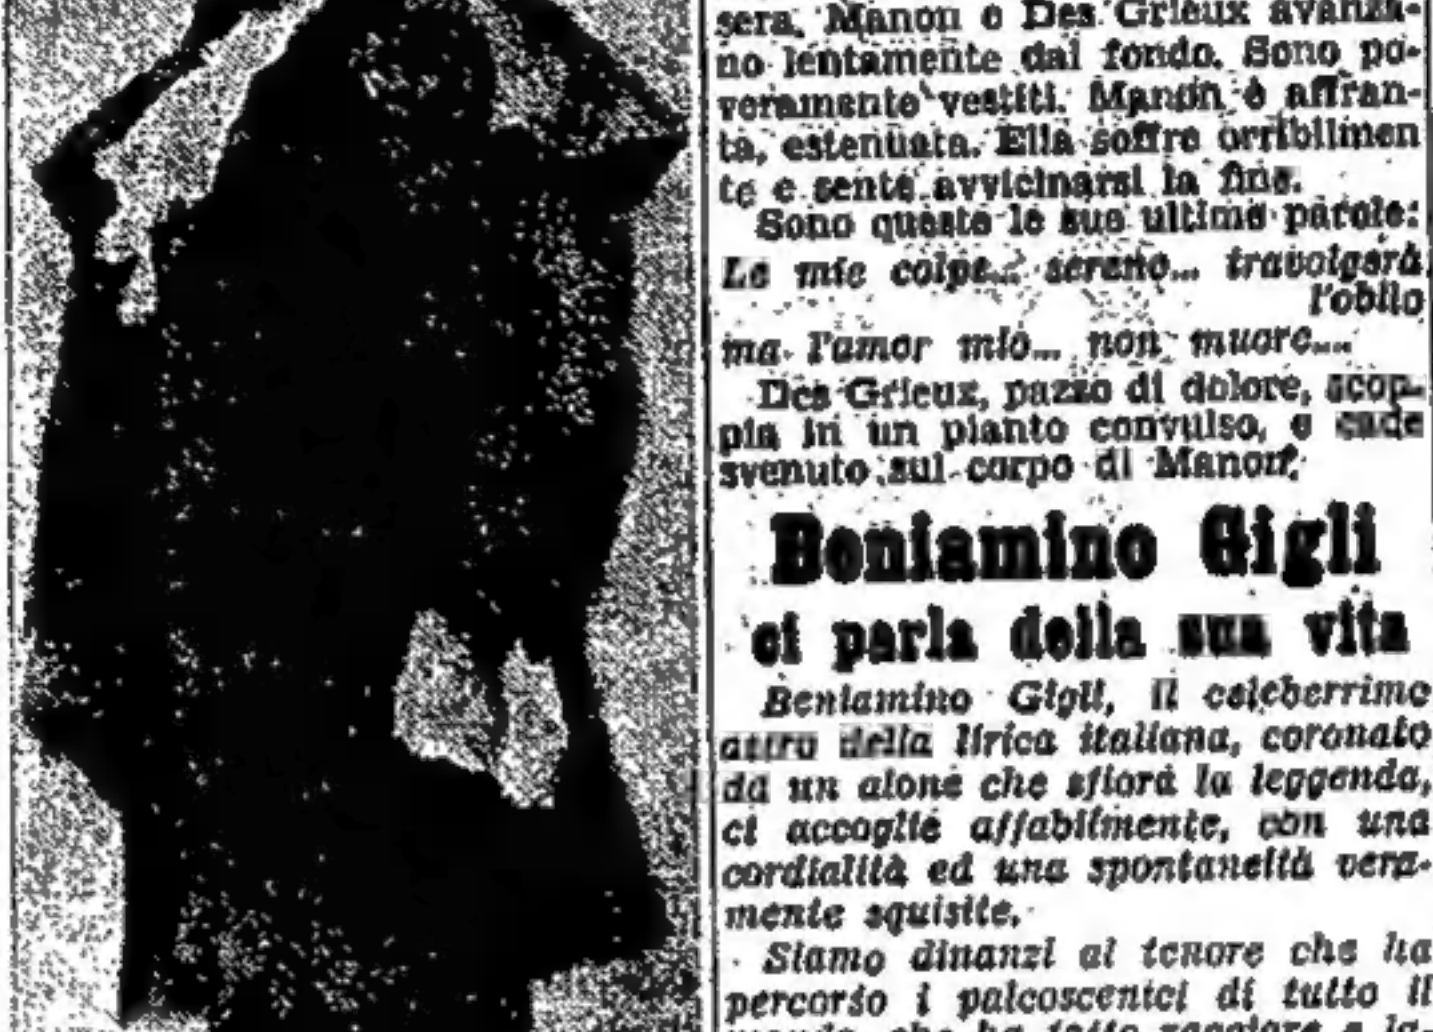 sera. Manon e Des Grieux avanza-
no lentamente dal fondo. Sono po-
veramente vestiti. Manon è affran-
ta, estenuata. Ella soffre orribilmen
te e sente avvicinarsi la fine.
Sono queste le sue ultime parole:
Le mie colpe... sereno... travolgerà
l'oblio
ma l'amor mio... non muore....
Des Grieux, pazzo di dolore, scop-
pia in un pianto convulso, e cade
svenuto sul corpo di Manon.
Beniamino Gigli
ci parla della sua vita
Beniamino Gigli, il celeberrimo
astro della lirica italiana, coronato
da un alone che sfiora la leggenda,
ci accoglie affabilmente, con una
cordialità ed una spontaneità vera-
mente squisite.
Siamo dinanzi al tenore che ha
percorso i palcoscenici di tutto il
che ha fatto